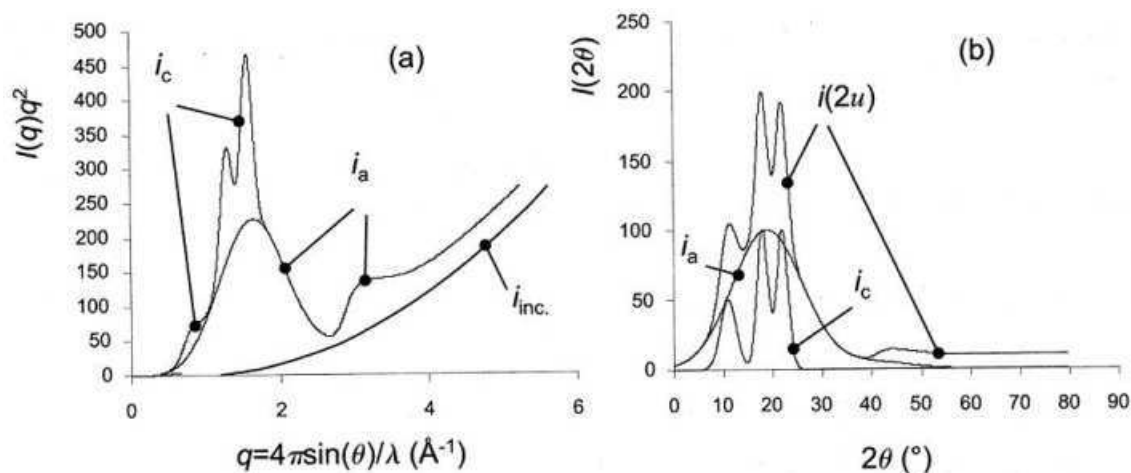 (a)
I(q)q²
500
450
400
350
300
250
200
150
100
50
0
i_c
i_a
i_inc.
0 2 4 6
q=4πsin(θ)/λ (Å⁻¹)
(b)
I(2θ)
250
200
150
100
50
0
i(2u)
i_a
i_c
0 10 20 30 40 50 60 70 80 90
2θ (°)